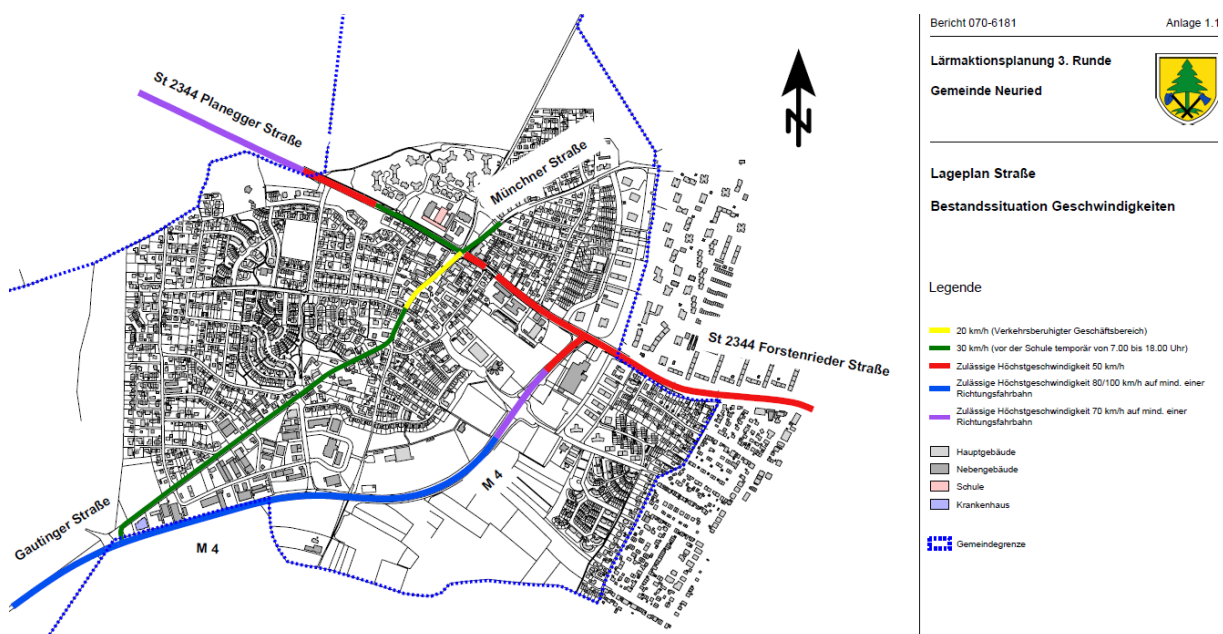 St 2344 Planegger Straße
Münchner Straße
St 2344 Forstenrieder Straße
Gautinger Straße
M 4
M 4
N
Bericht 070-6181 Anlage 1.1
Lärmaktionsplanung 3. Runde
Gemeinde Neuried
Lageplan Straße
Bestandssituation Geschwindigkeiten
Legende
20 km/h (Verkehrsberuhigter Geschäftsbereich)
30 km/h (vor der Schule temporär von 7.00 bis 18.00 Uhr)
Zulässige Höchstgeschwindigkeit 50 km/h
Zulässige Höchstgeschwindigkeit 80/100 km/h auf mind. einer
Richtungsfahrbahn
Zulässige Höchstgeschwindigkeit 70 km/h auf mind. einer
Richtungsfahrbahn
Hauptgebäude
Nebengebäude
Schule
Krankenhaus
Gemeindegrenze